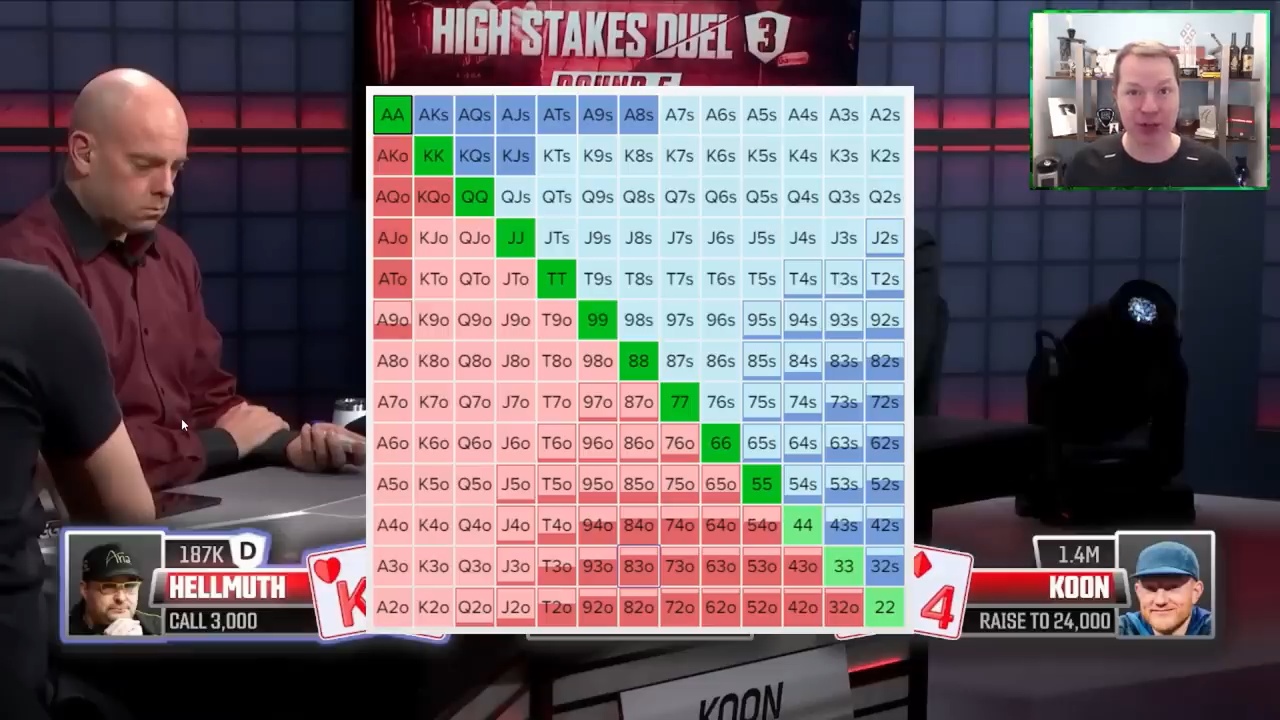 HIGH STAKES DUEL 3
AA AKs AQs AJs ATs A9s A8s A7s A6s A5s A4s A3s A2s
AKo KK KQs KJs KTs K9s K8s K7s K6s K5s K4s K3s K2s
AQo KQo QQ QJs QTs Q9s Q8s Q7s Q6s Q5s Q4s Q3s Q2s
AJo KJo QJo JJ JTs J9s J8s J7s J6s J5s J4s J3s J2s
ATo KTo QTo JTo TT T9s T8s T7s T6s T5s T4s T3s T2s
A9o K9o Q9o J9o T9o 99 98s 97s 96s 95s 94s 93s 92s
A8o K8o Q8o J8o T8o 98o 88 87s 86s 85s 84s 83s 82s
A7o K7o Q7o J7o T7o 97o 87o 77 76s 75s 74s 73s 72s
A6o K6o Q6o J6o T6o 96o 86o 76o 66 65s 64s 63s 62s
A5o K5o Q5o J5o T5o 95o 85o 75o 65o 55 54s 53s 52s
A4o K4o Q4o J4o T4o 94o 84o 74o 64o 54o 44 43s 42s
A3o K3o Q3o J3o T3o 93o 83o 73o 63o 53o 43o 33 32s
A2o K2o Q2o J2o T2o 92o 82o 72o 62o 52o 42o 32o 22
187K D
HELLMUTH
CALL 3,000
Aria
K
4
1.4M
KOON
RAISE TO 24,000
KOON